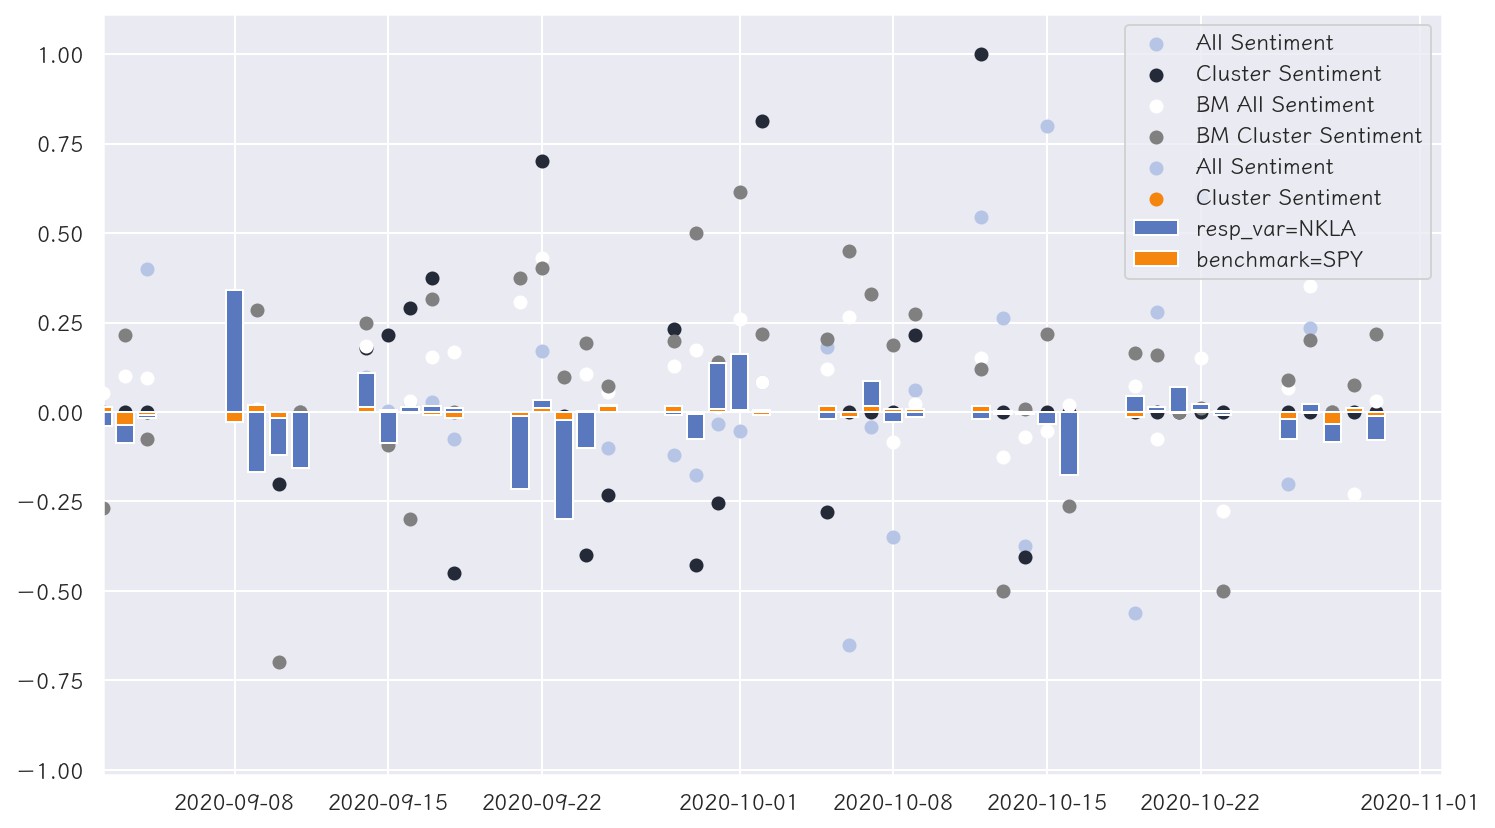 1.00
0.75
0.50
0.25
0.00
−0.25
−0.50
−0.75
−1.00
2020-09-08
2020-09-15
2020-09-22
2020-10-01
2020-10-08
2020-10-15
2020-10-22
2020-11-01
All Sentiment
Cluster Sentiment
BM All Sentiment
BM Cluster Sentiment
All Sentiment
Cluster Sentiment
resp_var=NKLA
benchmark=SPY